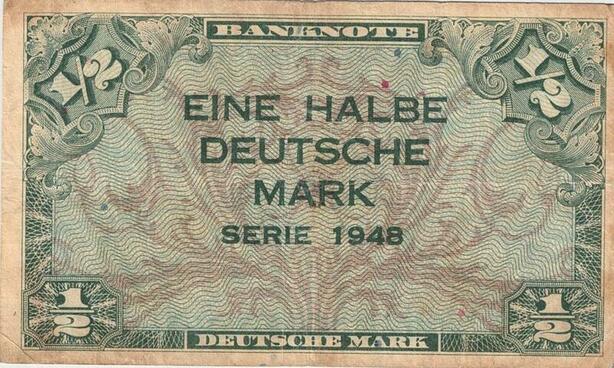 BANKNOTE
1/2 1/2
EINE HALBE
DEUTSCHE
MARK
SERIE 1948
1/2 1/2
DEUTSCHE MARK